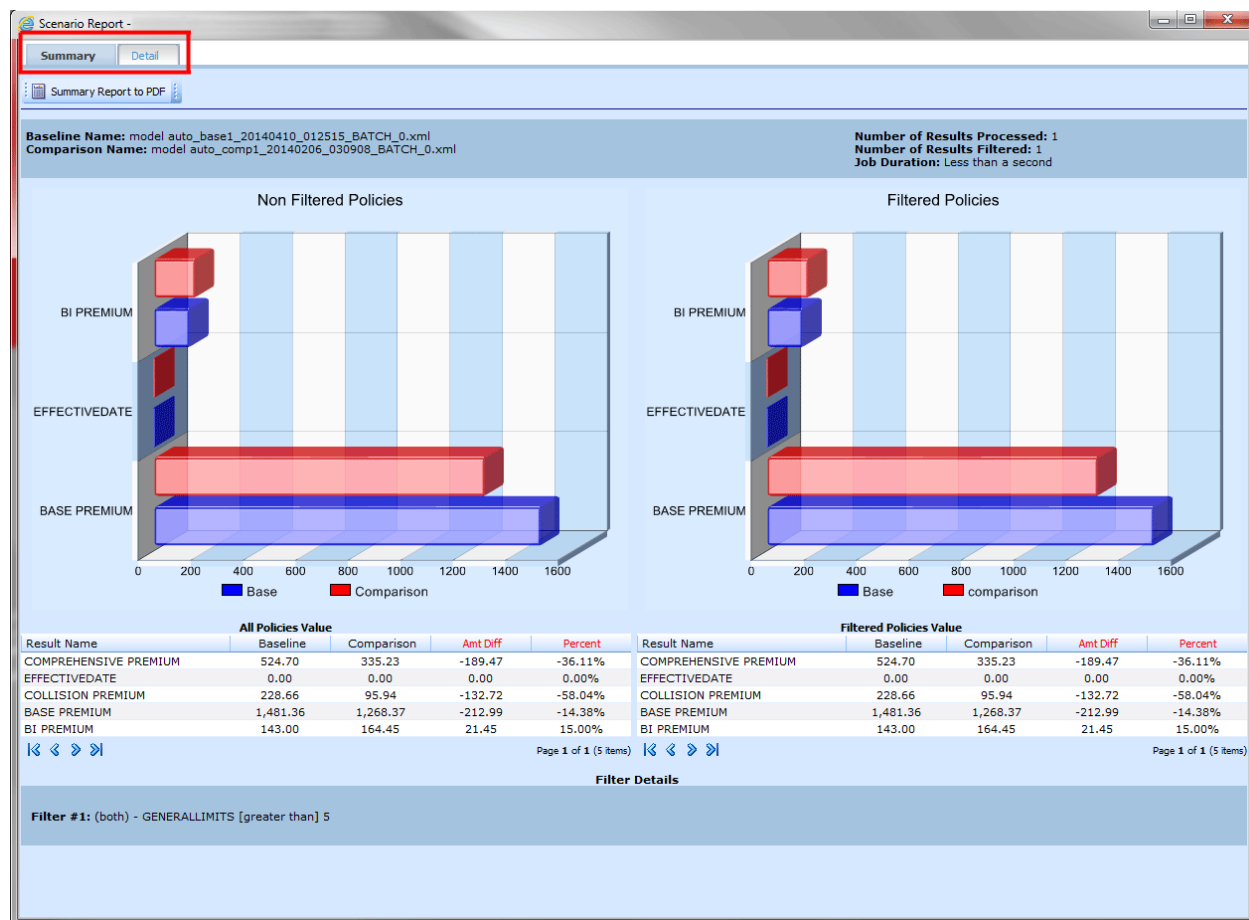 Scenario Report -
Summary Detail
Summary Report to PDF
Baseline Name: model auto_base1_20140410_012515_BATCH_0.xml
Comparison Name: model auto_comp1_20140206_030908_BATCH_0.xml
Number of Results Processed: 1
Number of Results Filtered: 1
Job Duration: Less than a second
Non Filtered Policies
BI PREMIUM
EFFECTIVEDATE
BASE PREMIUM
0 200 400 600 800 1000 1200 1400 1600
Base Comparison
Filtered Policies
BI PREMIUM
EFFECTIVEDATE
BASE PREMIUM
0 200 400 600 800 1000 1200 1400 1600
Base comparison
All Policies Value
Result Name Baseline Comparison Amt Diff Percent
COMPREHENSIVE PREMIUM 524.70 335.23 -189.47 -36.11%
EFFECTIVEDATE 0.00 0.00 0.00 0.00%
COLLISION PREMIUM 228.66 95.94 -132.72 -58.04%
BASE PREMIUM 1,481.36 1,268.37 -212.99 -14.38%
BI PREMIUM 143.00 164.45 21.45 15.00%
Page 1 of 1 (5 items)
Filtered Policies Value
Result Name Baseline Comparison Amt Diff Percent
COMPREHENSIVE PREMIUM 524.70 335.23 -189.47 -36.11%
EFFECTIVEDATE 0.00 0.00 0.00 0.00%
COLLISION PREMIUM 228.66 95.94 -132.72 -58.04%
BASE PREMIUM 1,481.36 1,268.37 -212.99 -14.38%
BI PREMIUM 143.00 164.45 21.45 15.00%
Page 1 of 1 (5 items)
Filter Details
Filter #1: (both) - GENERALLIMITS [greater than] 5